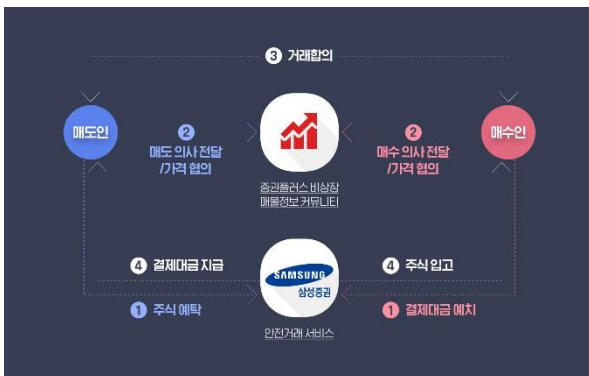 3 거래합의
매도인
2
매도 의사 전달
/가격 협의
2
매수 의사 전달
/가격 협의
매수인
증권플러스 비상장
매물정보 커뮤니티
4 결제대금 지급
4 주식 입고
SAMSUNG
삼성증권
1 주식 예탁
1 결제대금 예치
안전거래 서비스